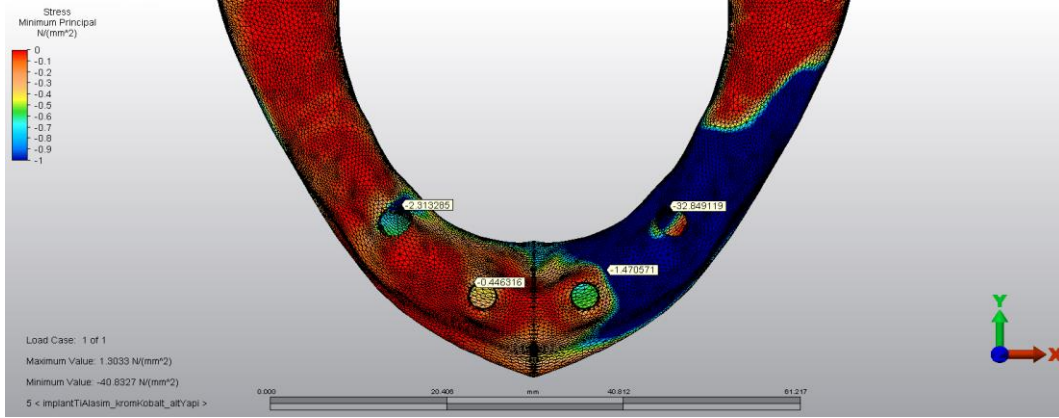 Stress
Minimum Principal
N/(mm^2)
0
-0.1
-0.2
-0.3
-0.4
-0.5
-0.6
-0.7
-0.8
-0.9
-1
-2.313285
-32.849119
-1.470571
-0.446316
Y
X
Load Case: 1 of 1
Maximum Value: 1.3033 N/(mm^2)
Minimum Value: -40.8327 N/(mm^2)
0.000 20.406 mm 40.812 61.217
5 < implantTiAlasim_kromKobalt_altYapi >